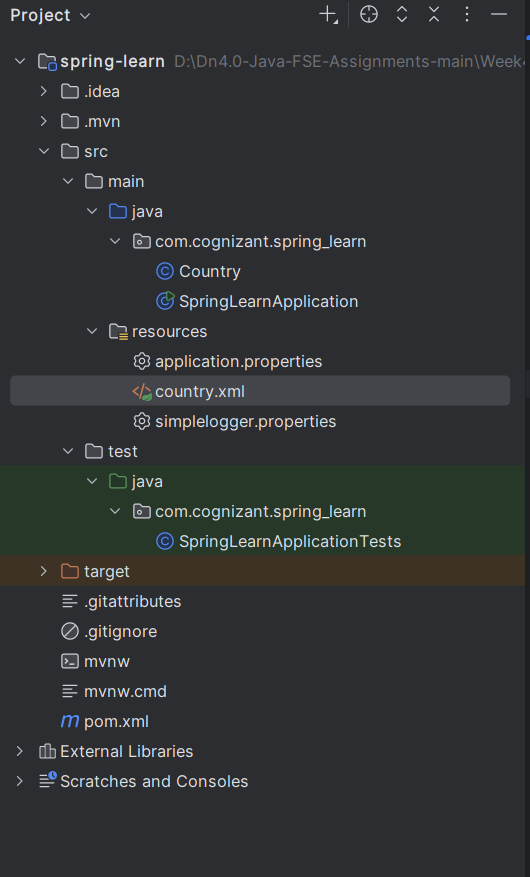 Project
spring-learn D:\Dn4.0-Java-FSE-Assignments-main\Week4
.idea
.mvn
src
main
java
com.cognizant.spring_learn
Country
SpringLearnApplication
resources
application.properties
country.xml
simplelogger.properties
test
java
com.cognizant.spring_learn
SpringLearnApplicationTests
target
.gitattributes
.gitignore
mvnw
mvnw.cmd
pom.xml
External Libraries
Scratches and Consoles